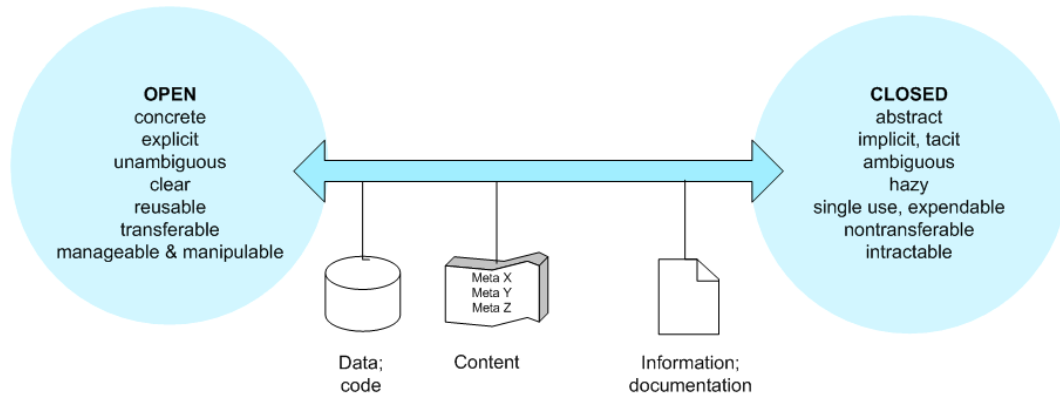 OPEN
concrete
explicit
unambiguous
clear
reusable
transferable
manageable & manipulable
CLOSED
abstract
implicit, tacit
ambiguous
hazy
single use, expendable
nontransferable
intractable
Meta X
Meta Y
Meta Z
Data;
code
Content
Information;
documentation